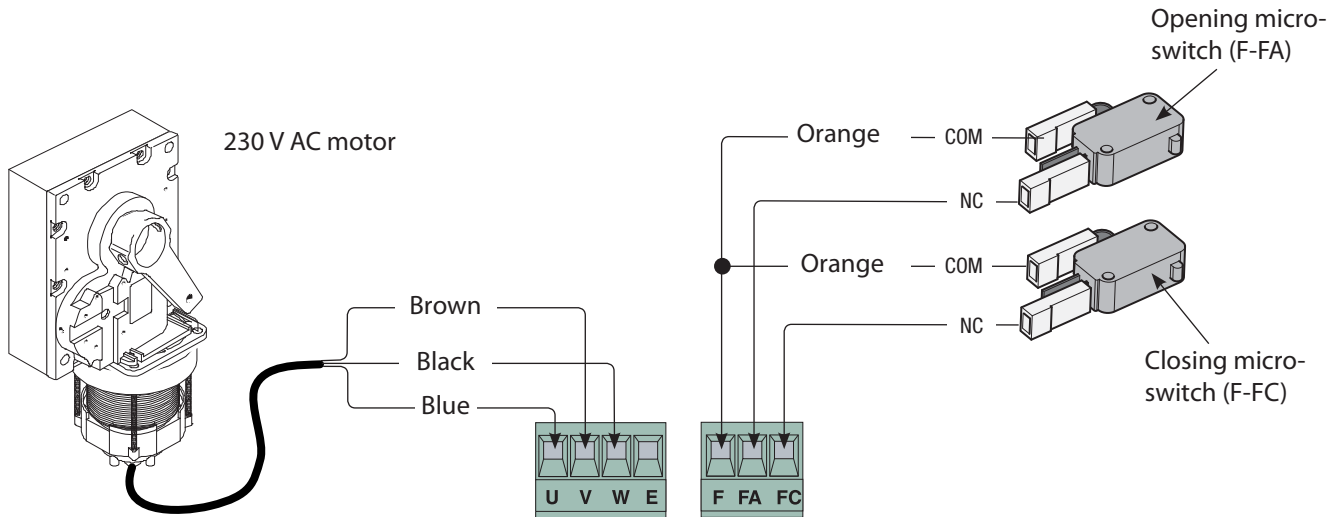 Opening micro-
switch (F-FA)
230 V AC motor
Orange
COM
NC
Orange
COM
NC
Brown
Black
Blue
Closing micro-
switch (F-FC)
U V W E
F FA FC